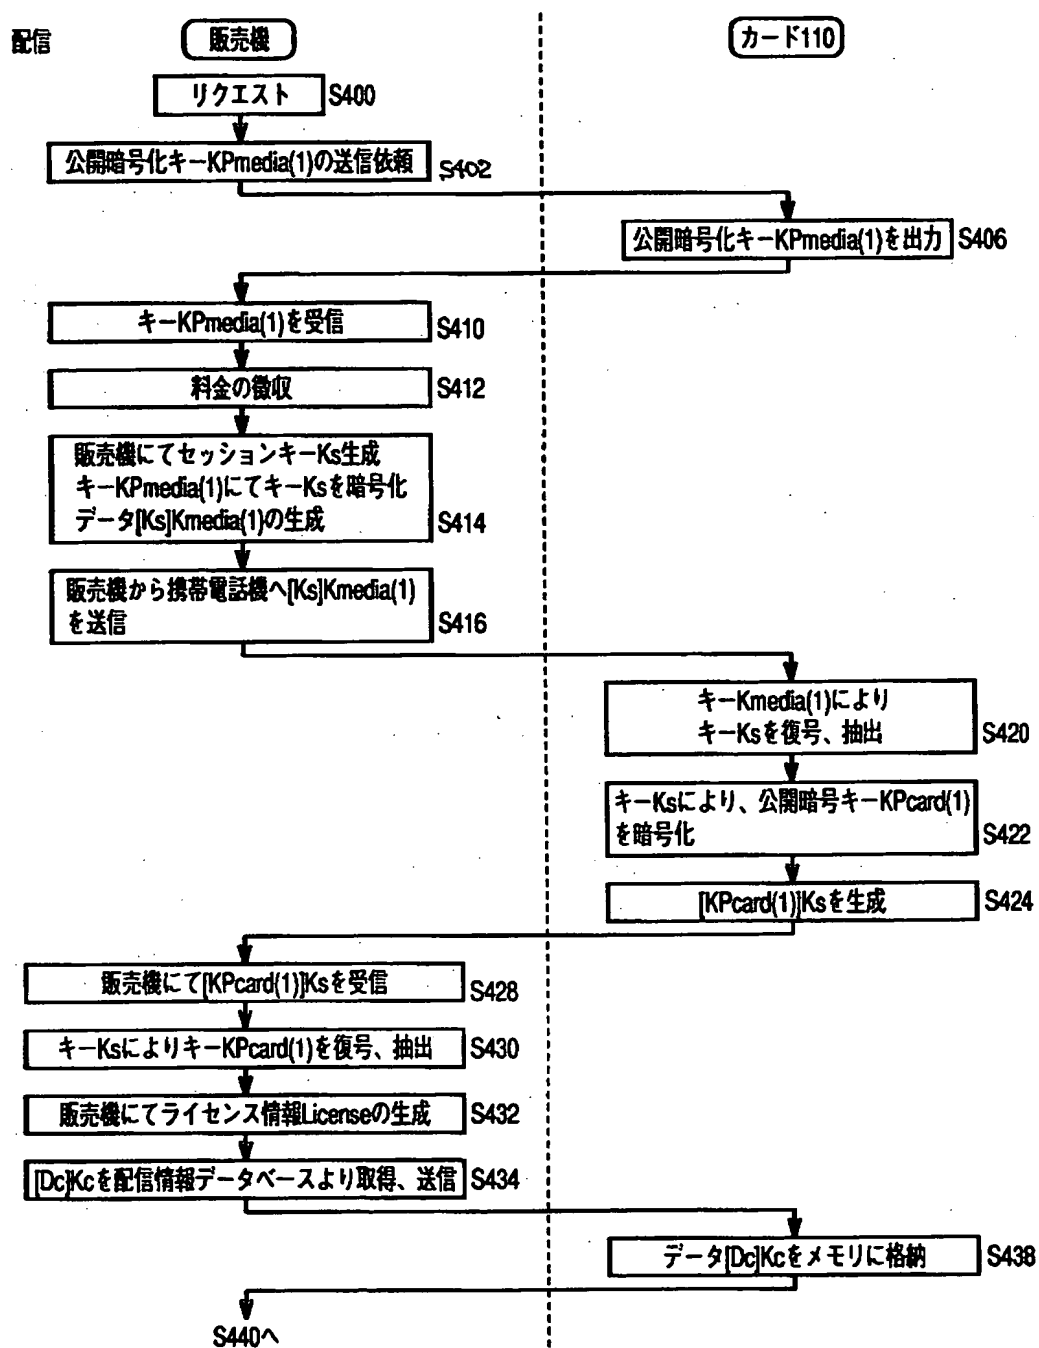 配信
販売機
カード110
リクエスト S400
公開暗号化キーKPmedia(1)の送信依頼 S402
公開暗号化キーKPmedia(1)を出力 S406
キーKPmedia(1)を受信 S410
料金の徴収 S412
販売機にてセッションキーKs生成
キーKPmedia(1)にてキーKsを暗号化
データ[Ks]Kmedia(1)の生成 S414
販売機から携帯電話機へ[Ks]Kmedia(1)
を送信 S416
キーKmedia(1)により
キーKsを復号、抽出 S420
キーKsにより、公開暗号キーKPcard(1)
を暗号化 S422
[KPcard(1)]Ksを生成 S424
販売機にて[KPcard(1)]Ksを受信 S428
キーKsによりキーKPcard(1)を復号、抽出 S430
販売機にてライセンス情報Licenseの生成 S432
[Dc]Kcを配信情報データベースより取得、送信 S434
データ[Dc]Kcをメモリに格納 S438
S440へ